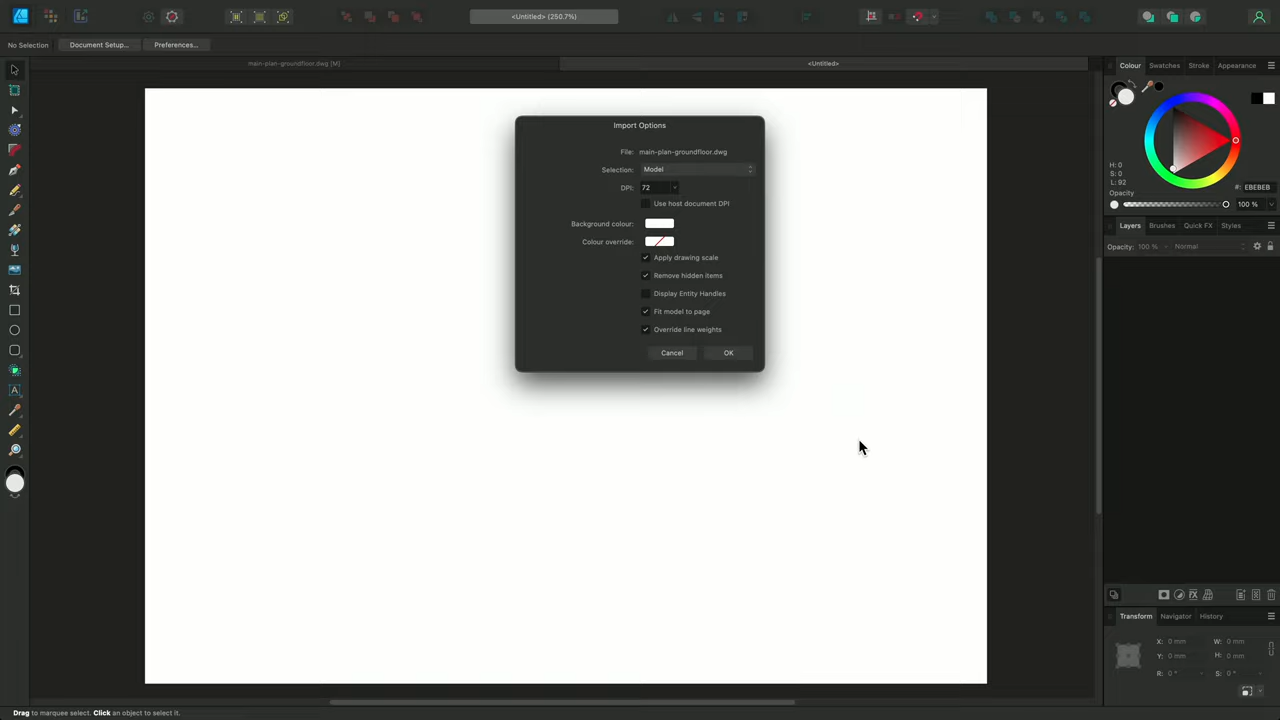 <Untitled> (250.7%)
No Selection
Document Setup...
Preferences...
main-plan-groundfloor.dwg [M]
<Untitled>
Colour
Swatches
Stroke
Appearance
Import Options
File: main-plan-groundfloor.dwg
Selection: Model
DPI: 72
Use host document DPI
Background colour:
Colour override:
Apply drawing scale
Remove hidden items
Display Entity Handles
Fit model to page
Override line weights
Cancel
OK
H: 0
S: 0
L: 92
#: EBEBEB
Opacity
100 %
Layers
Brushes
Quick FX
Styles
Opacity: 100 %
Normal
A
Transform
Navigator
History
X: 0 mm
W: 0 mm
Y: 0 mm
H: 0 mm
R: 0 °
S: 0 °
Drag to marquee select. Click an object to select it.